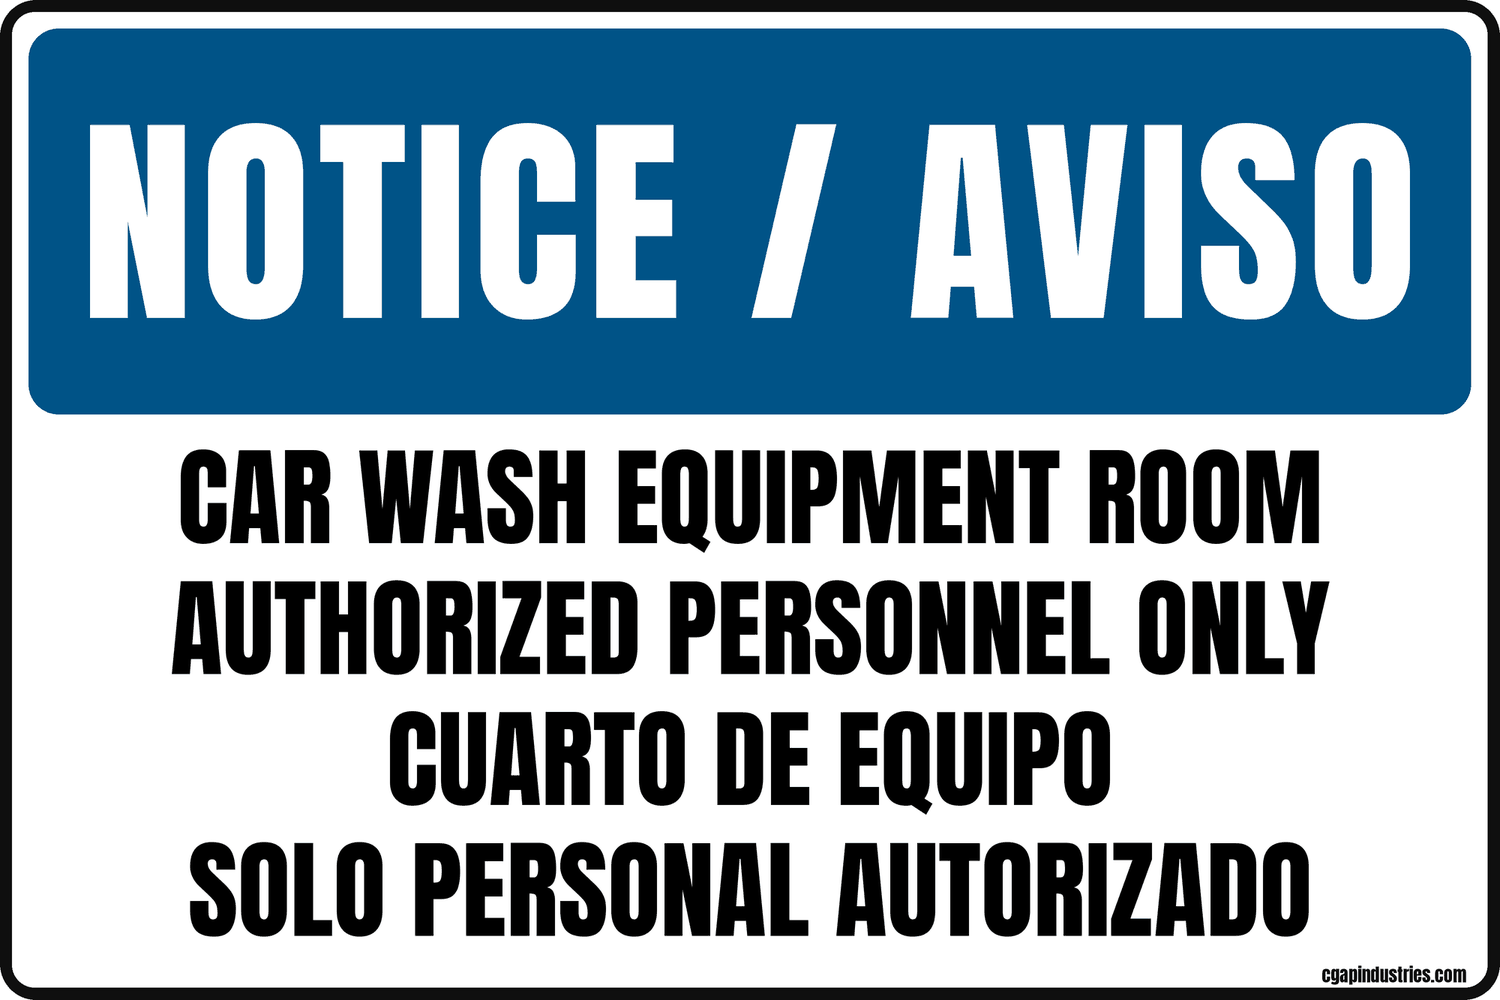 NOTICE / AVISO
CAR WASH EQUIPMENT ROOM
AUTHORIZED PERSONNEL ONLY
CUARTO DE EQUIPO
SOLO PERSONAL AUTORIZADO
cgapindustries.com